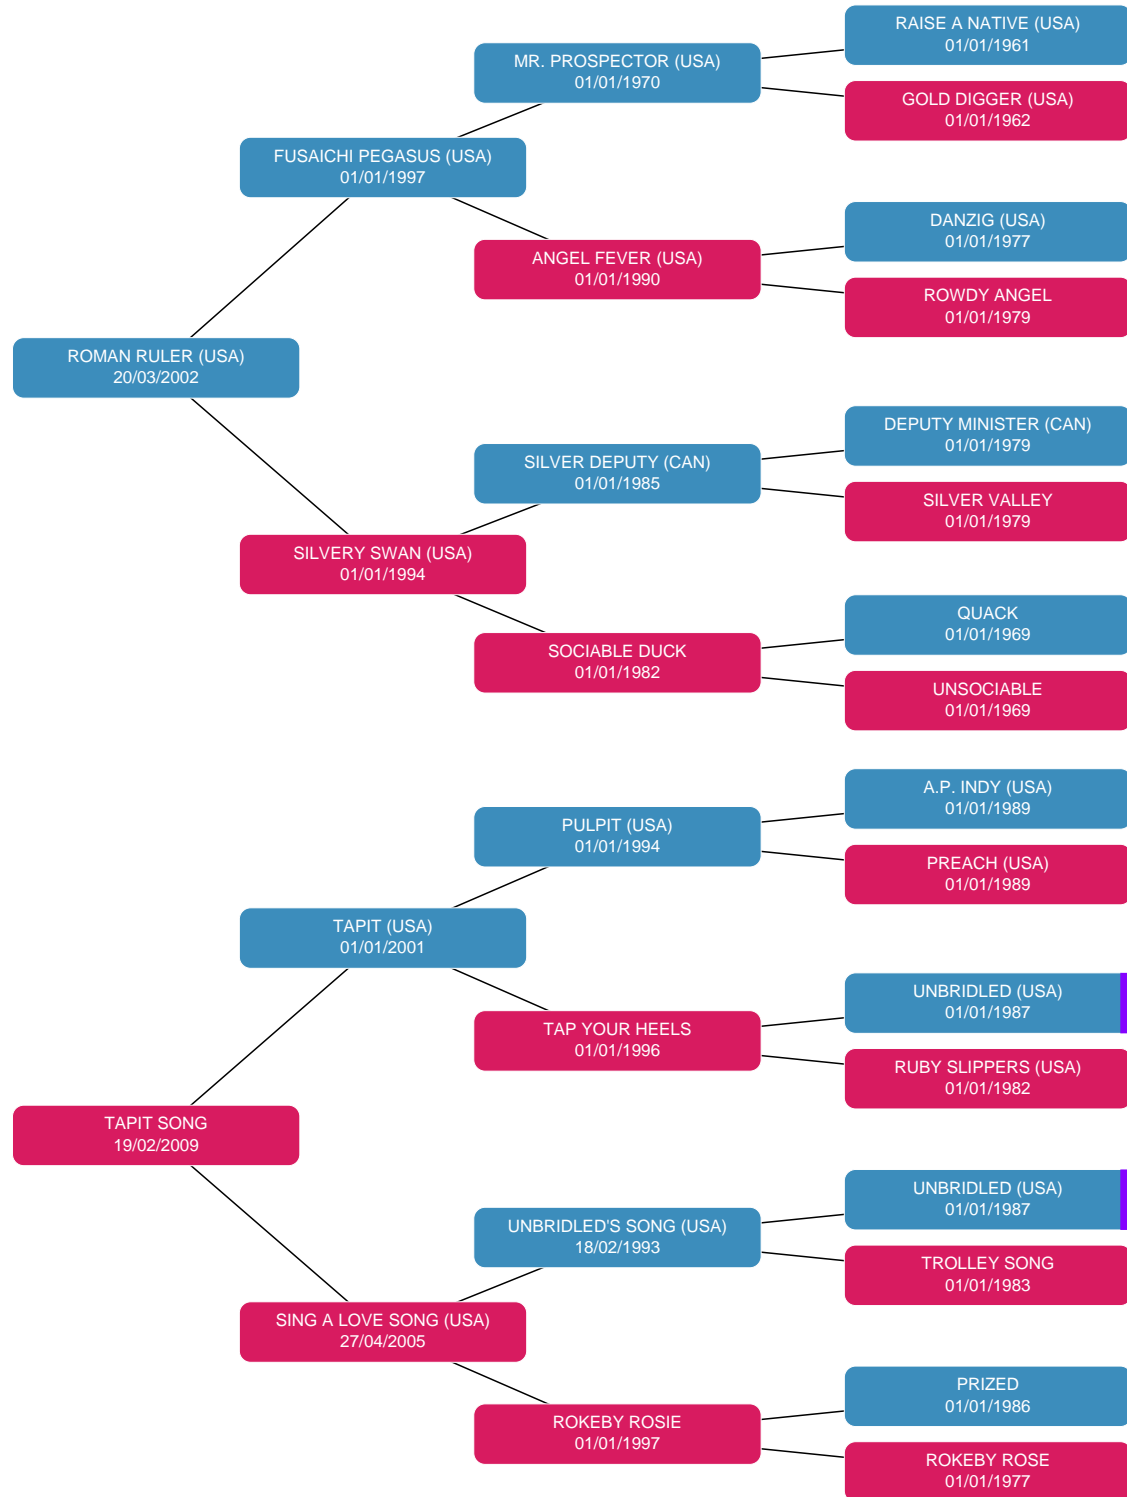 RAISE A NATIVE (USA)
01/01/1961
MR. PROSPECTOR (USA)
01/01/1970
GOLD DIGGER (USA)
01/01/1962
FUSAICHI PEGASUS (USA)
01/01/1997
DANZIG (USA)
01/01/1977
ANGEL FEVER (USA)
01/01/1990
ROWDY ANGEL
01/01/1979
ROMAN RULER (USA)
20/03/2002
DEPUTY MINISTER (CAN)
01/01/1979
SILVER DEPUTY (CAN)
01/01/1985
SILVER VALLEY
01/01/1979
SILVERY SWAN (USA)
01/01/1994
QUACK
01/01/1969
SOCIABLE DUCK
01/01/1982
UNSOCIABLE
01/01/1969
A.P. INDY (USA)
01/01/1989
PULPIT (USA)
01/01/1994
PREACH (USA)
01/01/1989
TAPIT (USA)
01/01/2001
UNBRIDLED (USA)
01/01/1987
TAP YOUR HEELS
01/01/1996
RUBY SLIPPERS (USA)
01/01/1982
TAPIT SONG
19/02/2009
UNBRIDLED (USA)
01/01/1987
UNBRIDLED'S SONG (USA)
18/02/1993
TROLLEY SONG
01/01/1983
SING A LOVE SONG (USA)
27/04/2005
PRIZED
01/01/1986
ROKEBY ROSIE
01/01/1997
ROKEBY ROSE
01/01/1977